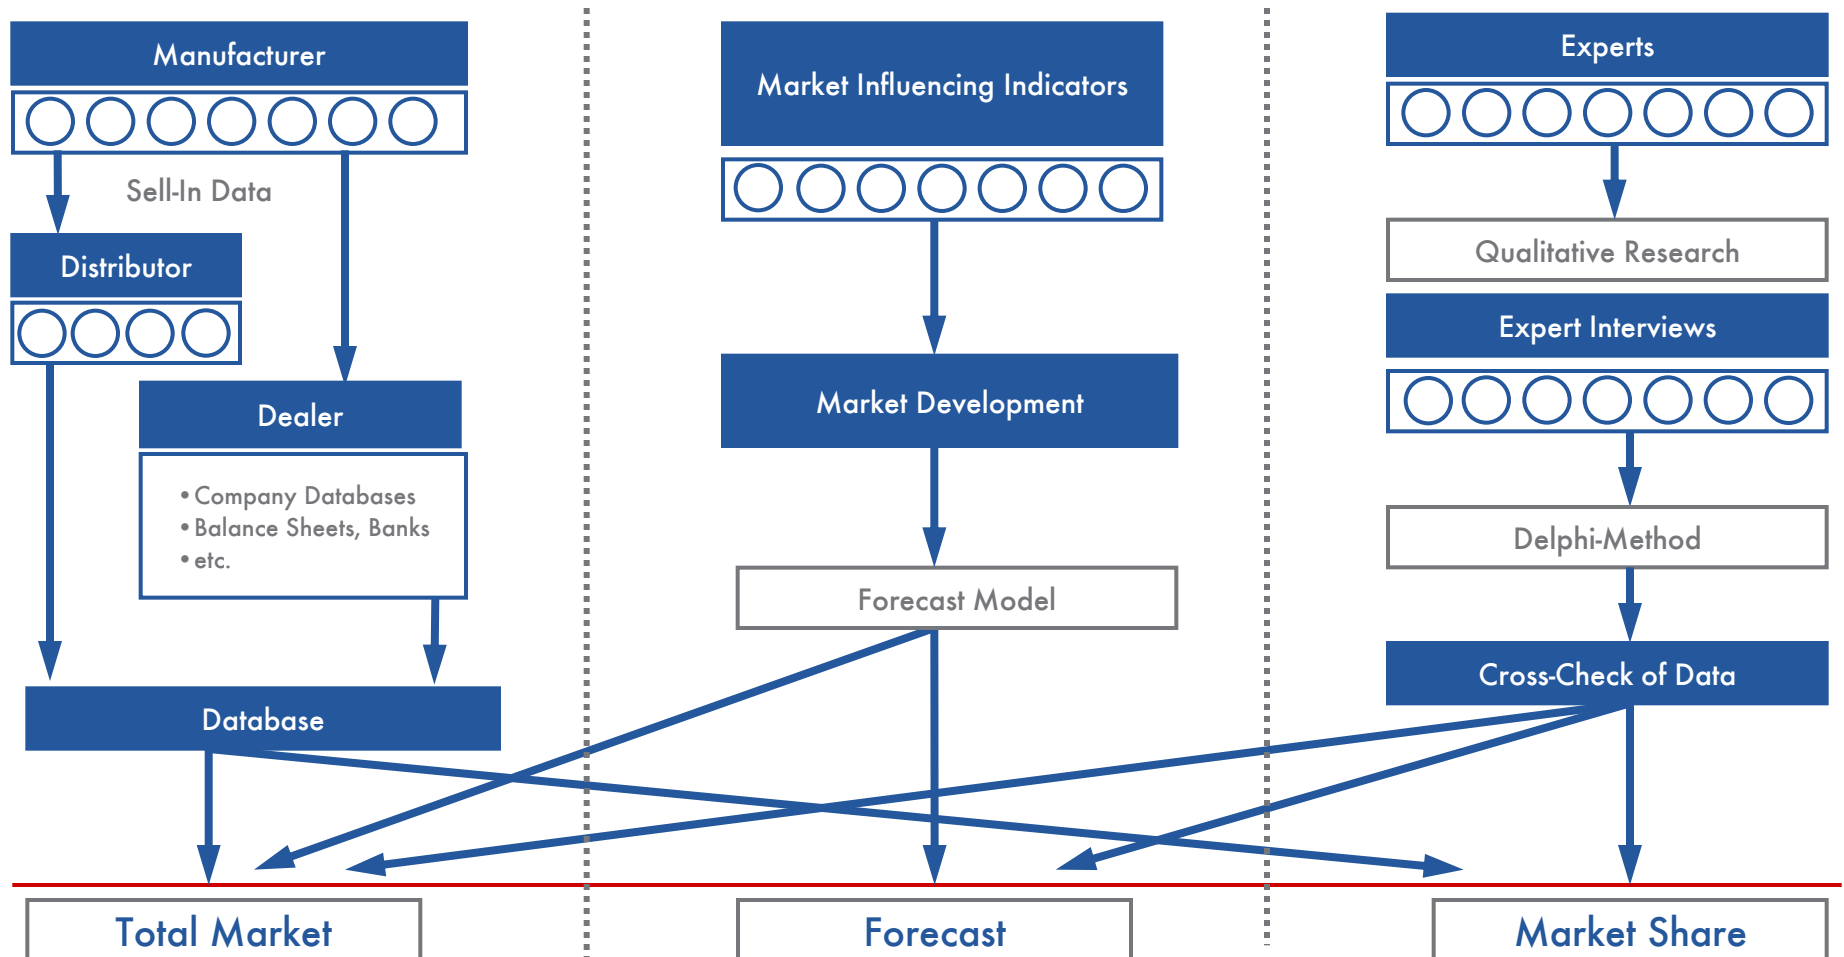 Manufacturer
Sell-In Data
Distributor
Dealer
• Company Databases
• Balance Sheets, Banks
• etc.
Database
Total Market
Market Influencing Indicators
Market Development
Forecast Model
Forecast
Experts
Qualitative Research
Expert Interviews
Delphi-Method
Cross-Check of Data
Market Share